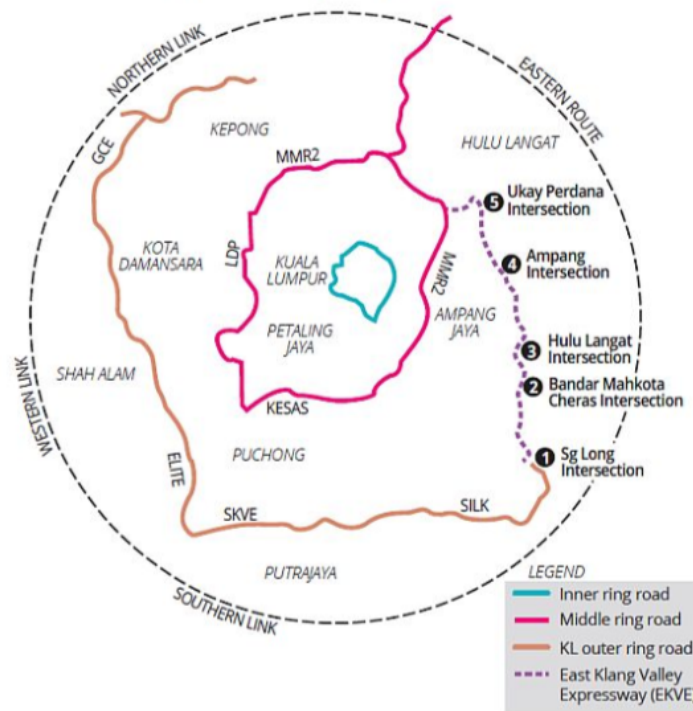 NORTHERN LINK
EASTERN ROUTE
GCE
KEPONG
MMR2
HULU LANGAT
5 Ukay Perdana
Intersection
KOTA
DAMANSARA
LDP
KUALA
LUMPUR
MMR2
4 Ampang
Intersection
AMPANG
JAYA
PETALING
JAYA
3 Hulu Langat
Intersection
SHAH ALAM
WESTERN LINK
2 Bandar Mahkota
Cheras Intersection
KESAS
ELITE
PUCHONG
1 Sg Long
Intersection
SKVE
SILK
PUTRAJAYA
SOUTHERN LINK
LEGEND
Inner ring road
Middle ring road
KL outer ring road
East Klang Valley
Expressway (EKVE)